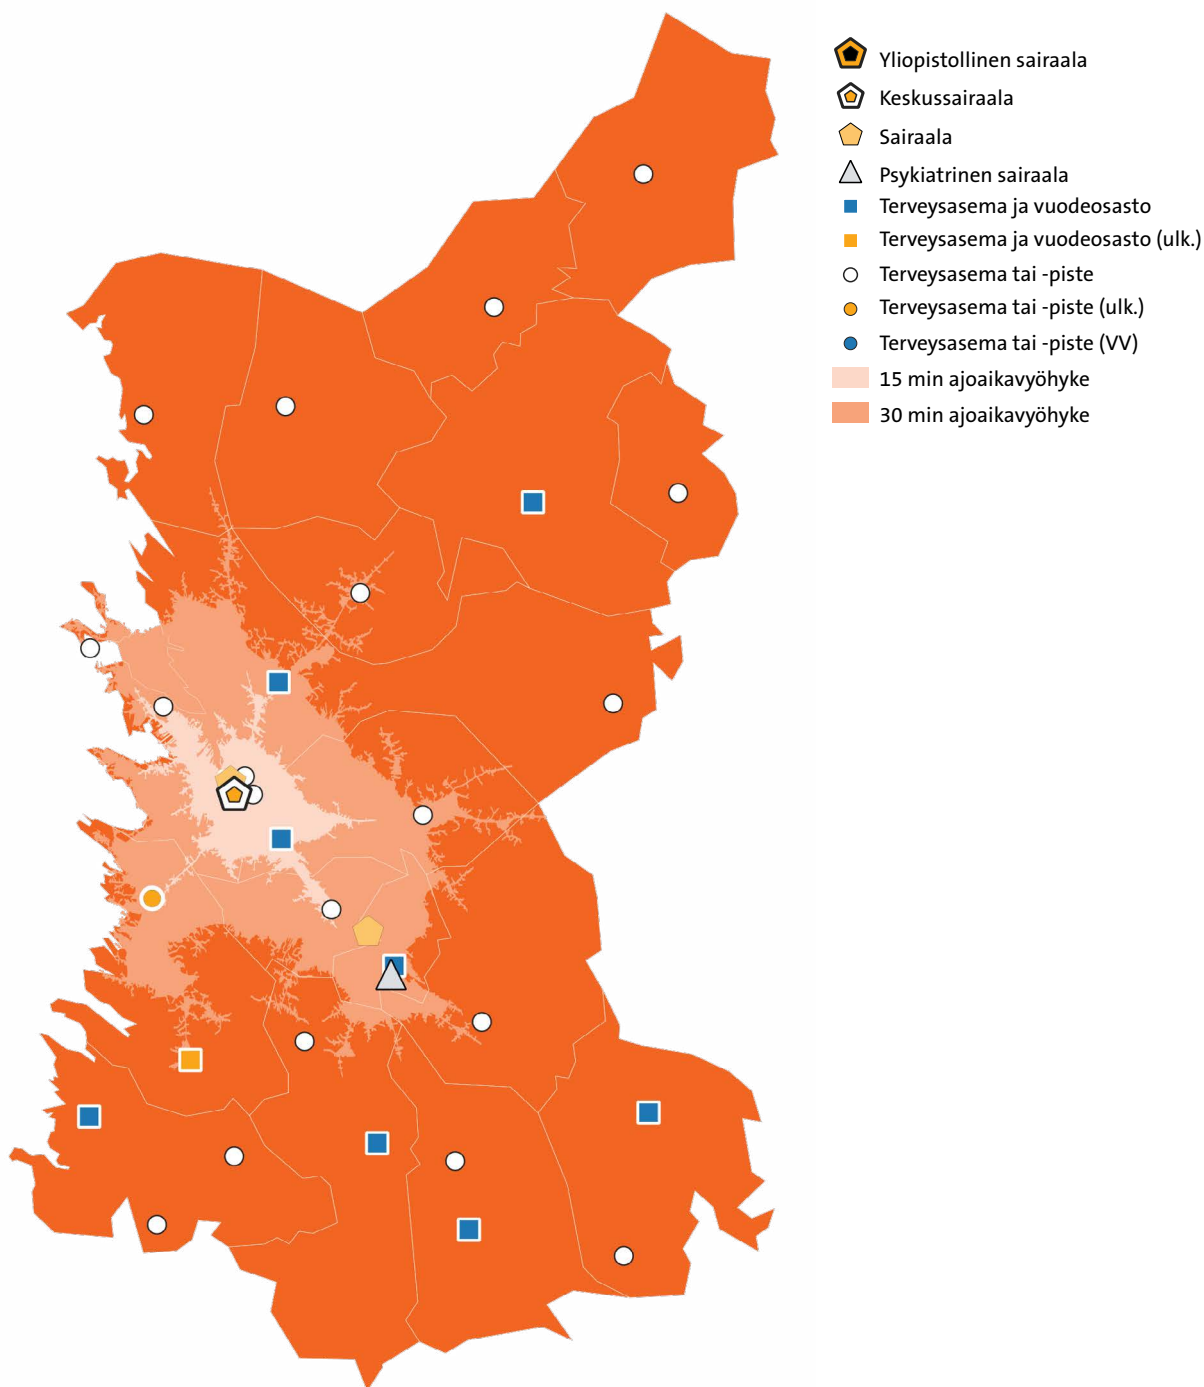 Yliopistollinen sairaala
Keskussairaala
Sairaala
Psykiatrinen sairaala
Terveysasema ja vuodeosasto
Terveysasema ja vuodeosasto (ulk.)
Terveysasema tai -piste
Terveysasema tai -piste (ulk.)
Terveysasema tai -piste (VV)
15 min ajoaikavyöhyke
30 min ajoaikavyöhyke